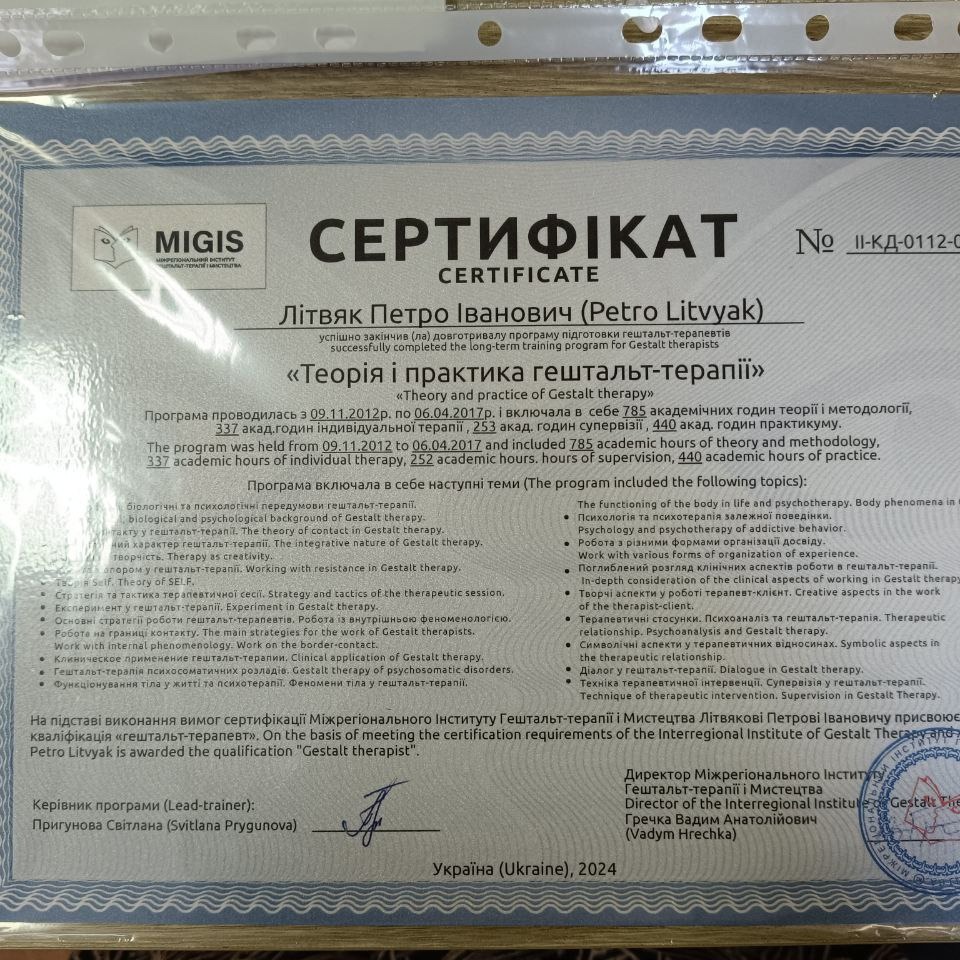 MIGIS
МІЖРЕГІОНАЛЬНИЙ ІНСТИТУТ
ГЕШТАЛЬТ-ТЕРАПІЇ І МИСТЕЦТВА
СЕРТИФІКАТ
CERTIFICATE
№ ІІ-КД-0112-0
Літвяк Петро Іванович (Petro Litvyak)
успішно закінчив (ла) довготривалу програму підготовки гештальт-терапевтів
successfully completed the long-term training program for Gestalt therapists
«Теорія і практика гештальт-терапії»
«Theory and practice of Gestalt therapy»
Програма проводилась з 09.11.2012р. по 06.04.2017р. і включала в себе 785 академічних годин теорії і методології,
337 акад.годин індивідуальної терапії , 253 акад. годин супервізії , 440 акад. годин практикуму.
The program was held from 09.11.2012 to 06.04.2017 and included 785 academic hours of theory and methodology,
337 academic hours of individual therapy, 252 academic hours. hours of supervision, 440 academic hours of practice.
Програма включала в себе наступні теми (The program included the following topics):
біологічні та психологічні передумови гештальт-терапії.
biological and psychological background of Gestalt therapy.
у гештальт-терапії. The theory of contact in Gestalt therapy.
характер гештальт терапії. The integrative nature of Gestalt therapy.
творчість. Therapy as creativity.
опором у гештальт-терапії. Working with resistance in Gestalt therapy.
• Теорія Self. Theory of SELF.
• Стратегія та тактика терапевтичної сесії. Strategy and tactics of the therapeutic session.
• Експеримент у гештальт-терапії. Experiment in Gestalt therapy.
• Основні стратегії роботи гештальт-терапевтів. Робота із внутрішньою феноменологією.
• Робота на границі контакту. The main strategies for the work of Gestalt therapists.
Work with internal phenomenology. Work on the border-contact.
• Клиническое применение гештальт-терапии. Clinical application of Gestalt therapy.
• Гештальт-терапія психосоматичних розладів. Gestalt therapy of psychosomatic disorders.
• Функціонування тіла у житті та психотерапії. Феномени тіла у гештальт-терапії.
The functioning of the body in life and psychotherapy. Body phenomena in
• Психологія та психотерапія залежної поведінки.
Psychology and psychotherapy of addictive behavior.
• Робота з різними формами організації досвіду.
Work with various forms of organization of experience.
• Поглиблений розгляд клінічних аспектів роботи в гештальт-терапії.
In-depth consideration of the clinical aspects of working in Gestalt therapy
• Творчі аспекти у роботі терапевт-клієнт. Creative aspects in the work
of the therapist-client.
• Терапевтичні стосунки. Психоаналіз та гештальт-терапія. Therapeutic
relationship. Psychoanalysis and Gestalt therapy.
• Символічні аспекти у терапевтичних відносинах. Symbolic aspects in
the therapeutic relationship.
• Діалог у гештальт-терапії. Dialogue in Gestalt therapy.
• Техніка терапевтичної інтервенції. Супервізія у гештальт-терапії.
Technique of therapeutic intervention. Supervision in Gestalt Therapy.
На підставі виконання вимог сертифікації Міжрегіонального Інституту Гештальт-терапії і Мистецтва Літвякові Петрові Івановичу присвоює
кваліфікація «гештальт-терапевт». On the basis of meeting the certification requirements of the Interregional Institute of Gestalt Therapy and
Petro Litvyak is awarded the qualification "Gestalt therapist".
Керівник програми (Lead-trainer):
Пригунова Світлана (Svitlana Prygunova)
Директор Міжрегіонального Інституту
Гештальт-терапії і Мистецтва
Director of the Interregional Institute of Gestalt The
Гречка Вадим Анатолійович
(Vadym Hrechka)
Україна (Ukraine), 2024